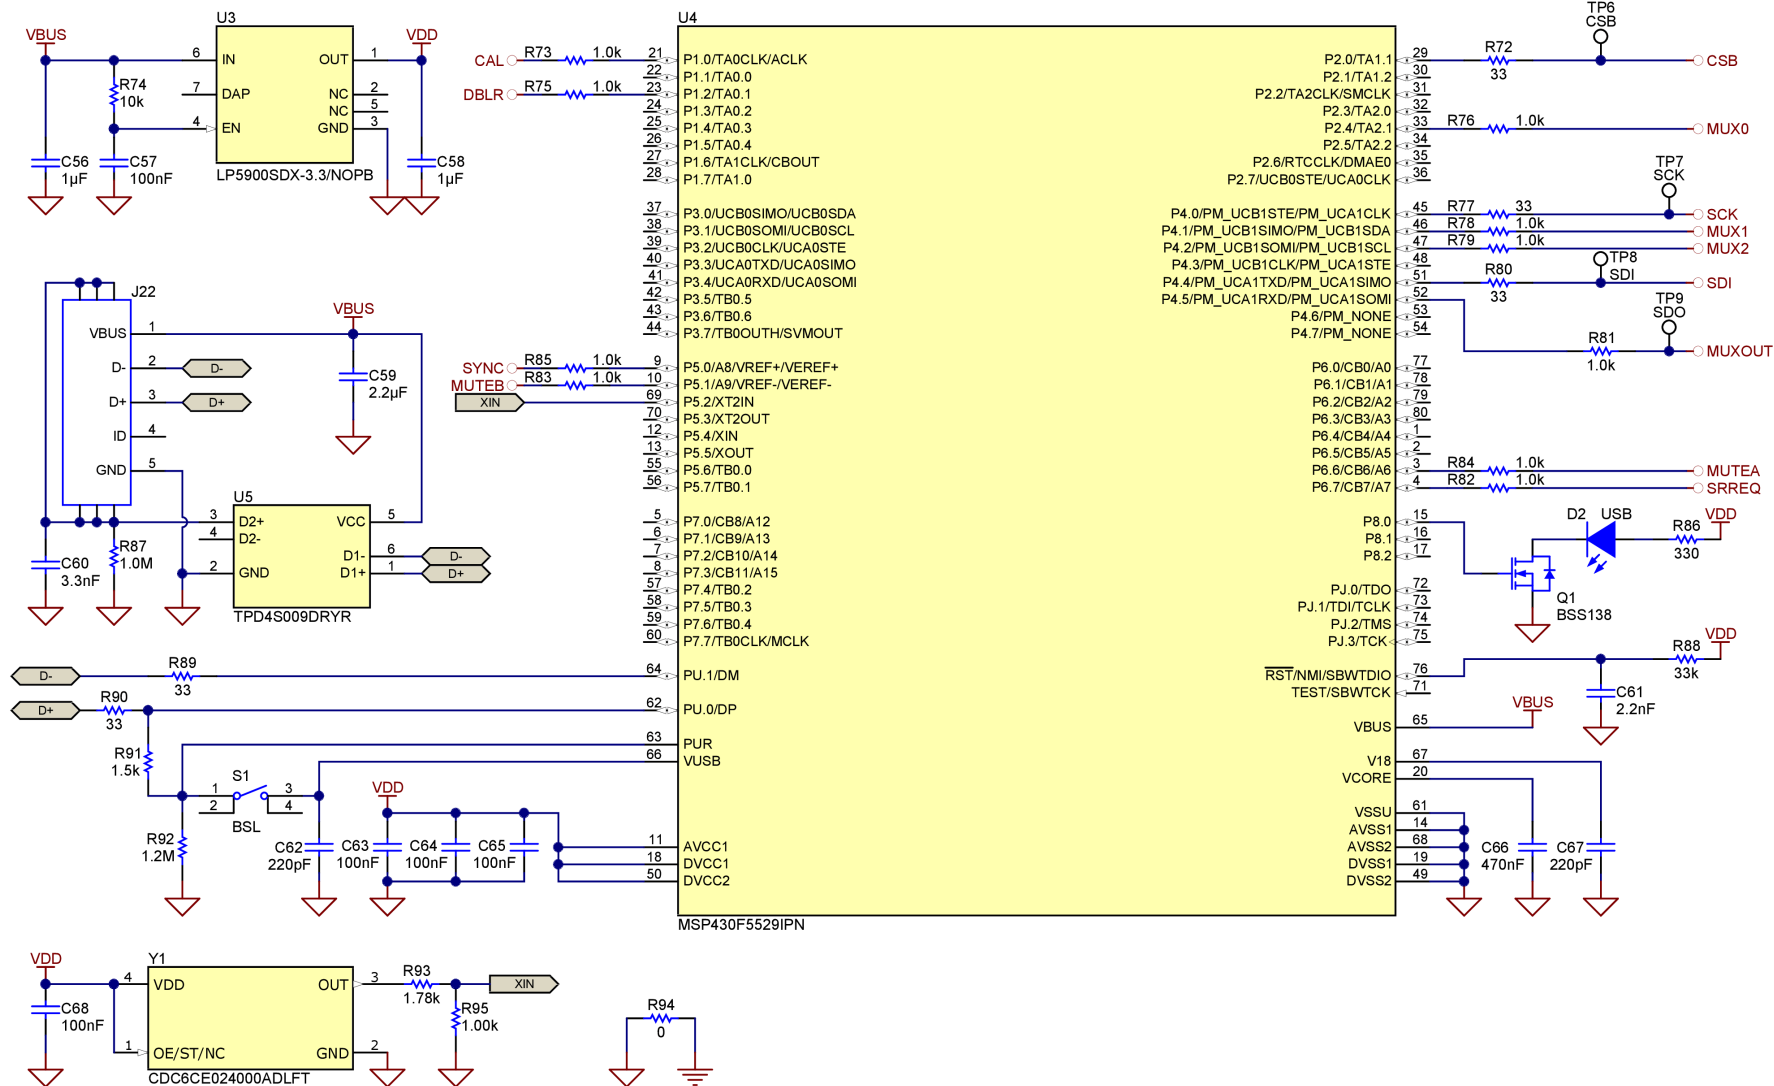 U3
VBUS
VDD
6 IN OUT 1
R74
10k
7 DAP NC 2
NC 5
4 EN GND 3
C56
1µF
C57
100nF
C58
1µF
LP5900SDX-3.3/NOPB
J22
VBUS 1
D- 2 D-
D+ 3 D+
ID 4
GND 5
VBUS
C59
2.2µF
U5
3 D2+ VCC 5
4 D2-
D1- 6 D-
2 GND D1+ 1 D+
TPD4S009DRYR
C60
3.3nF
R87
1.0M
D- R89
33
D+ R90
33
R91
1.5k
S1
1 3
2 4
BSL
R92
1.2M
C62
220pF
VDD
C63
100nF
C64
100nF
C65
100nF
U4
CAL R73 1.0k 21 P1.0/TA0CLK/ACLK
22 P1.1/TA0.0
DBLR R75 1.0k 23 P1.2/TA0.1
24 P1.3/TA0.2
25 P1.4/TA0.3
26 P1.5/TA0.4
27 P1.6/TA1CLK/CBOUT
28 P1.7/TA1.0
37 P3.0/UCB0SIMO/UCB0SDA
38 P3.1/UCB0SOMI/UCB0SCL
39 P3.2/UCB0CLK/UCA0STE
40 P3.3/UCA0TXD/UCA0SIMO
41 P3.4/UCA0RXD/UCA0SOMI
42 P3.5/TB0.5
43 P3.6/TB0.6
44 P3.7/TB0OUTH/SVMOUT
SYNC R85 1.0k 9 P5.0/A8/VREF+/VEREF+
MUTEB R83 1.0k 10 P5.1/A9/VREF-/VEREF-
XIN 69 P5.2/XT2IN
70 P5.3/XT2OUT
12 P5.4/XIN
13 P5.5/XOUT
55 P5.6/TB0.0
56 P5.7/TB0.1
5 P7.0/CB8/A12
6 P7.1/CB9/A13
7 P7.2/CB10/A14
8 P7.3/CB11/A15
57 P7.4/TB0.2
58 P7.5/TB0.3
59 P7.6/TB0.4
60 P7.7/TB0CLK/MCLK
64 PU.1/DM
62 PU.0/DP
63 PUR
66 VUSB
11 AVCC1
18 DVCC1
50 DVCC2
MSP430F5529IPN
P2.0/TA1.1 29 R72 33 CSB
TP6
CSB
P2.1/TA1.2 30
P2.2/TA2CLK/SMCLK 31
P2.3/TA2.0 32
P2.4/TA2.1 33 R76 1.0k MUX0
P2.5/TA2.2 34
P2.6/RTCCLK/DMAE0 35
P2.7/UCB0STE/UCA0CLK 36
TP7
SCK
P4.0/PM_UCB1STE/PM_UCA1CLK 45 R77 33 SCK
P4.1/PM_UCB1SIMO/PM_UCB1SDA 46 R78 1.0k MUX1
P4.2/PM_UCB1SOMI/PM_UCB1SCL 47 R79 1.0k MUX2
P4.3/PM_UCB1CLK/PM_UCA1STE 48
TP8
SDI
P4.4/PM_UCA1TXD/PM_UCA1SIMO 51 R80 33 SDI
P4.5/PM_UCA1RXD/PM_UCA1SOMI 52
P4.6/PM_NONE 53
P4.7/PM_NONE 54
TP9
SDO
R81
1.0k
MUXOUT
P6.0/CB0/A0 77
P6.1/CB1/A1 78
P6.2/CB2/A2 79
P6.3/CB3/A3 80
P6.4/CB4/A4 1
P6.5/CB5/A5 2
P6.6/CB6/A6 3 R84 1.0k MUTEA
P6.7/CB7/A7 4 R82 1.0k SRREQ
P8.0 15
P8.1 16
P8.2 17
D2 USB
R86
330
VDD
Q1
BSS138
PJ.0/TDO 72
PJ.1/TDI/TCLK 73
PJ.2/TMS 74
PJ.3/TCK 75
RST/NMI/SBWTDIO 76
TEST/SBWTCK 71
R88
33k
VDD
C61
2.2nF
VBUS 65 VBUS
V18 67
VCORE 20
VSSU 61
AVSS1 14
AVSS2 68
DVSS1 19
DVSS2 49
C66
470nF
C67
220pF
VDD
Y1
4 VDD OUT 3
R93
1.78k
XIN
C68
100nF
R95
1.00k
1 OE/ST/NC GND 2
CDC6CE024000ADLFT
R94
0